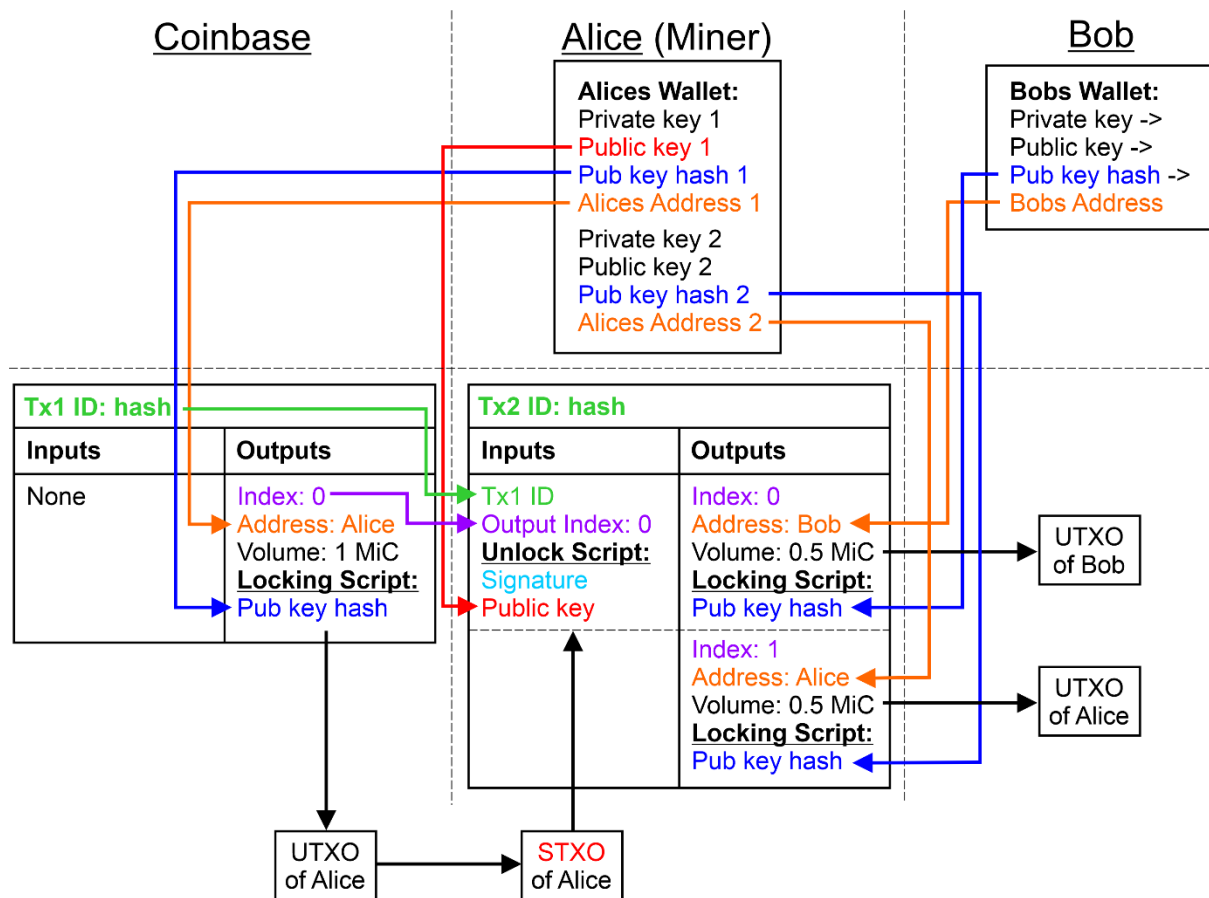 Coinbase
Alice (Miner)
Bob
Alices Wallet:
Private key 1
Public key 1
Pub key hash 1
Alices Address 1
Private key 2
Public key 2
Pub key hash 2
Alices Address 2
Bobs Wallet:
Private key ->
Public key ->
Pub key hash ->
Bobs Address
Tx1 ID: hash
Inputs
Outputs
None
Index: 0
Address: Alice
Volume: 1 MiC
Locking Script:
Pub key hash
Tx2 ID: hash
Inputs
Outputs
Tx1 ID
Output Index: 0
Unlock Script:
Signature
Public key
Index: 0
Address: Bob
Volume: 0.5 MiC
Locking Script:
Pub key hash
Index: 1
Address: Alice
Volume: 0.5 MiC
Locking Script:
Pub key hash
UTXO
of Bob
UTXO
of Alice
UTXO
of Alice
STXO
of Alice